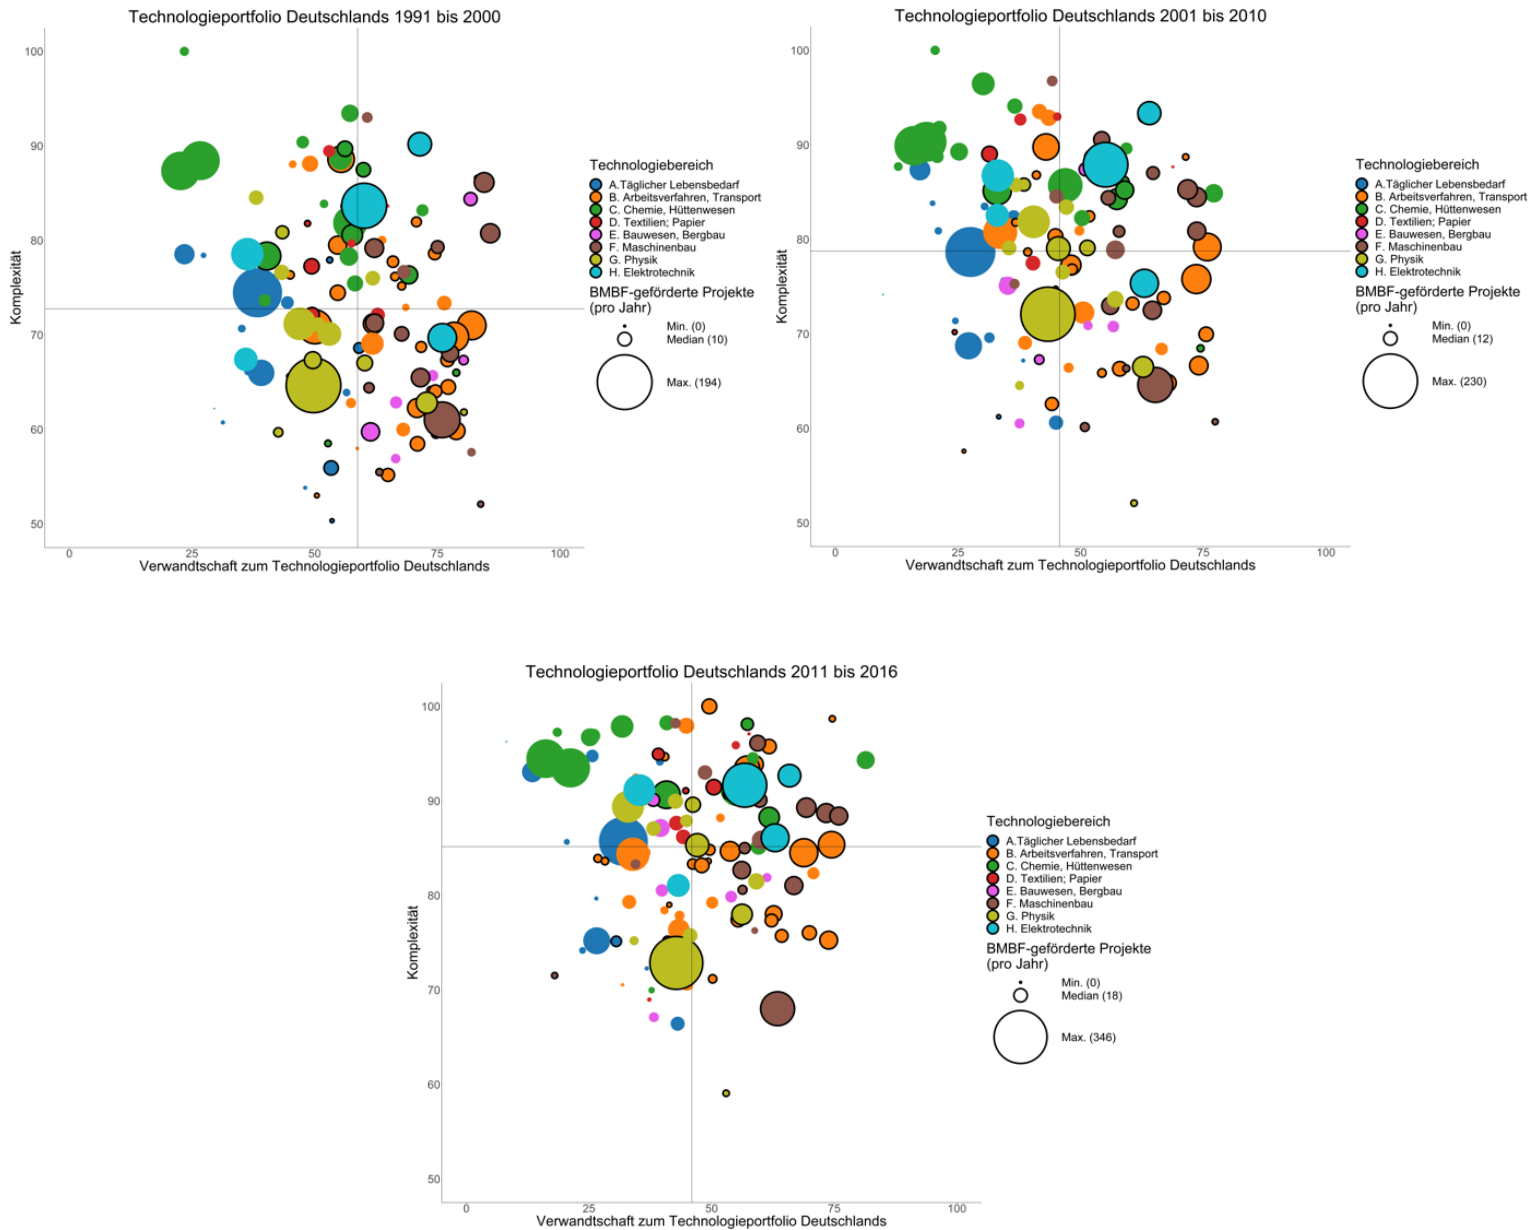 Technologieportfolio Deutschlands 1991 bis 2000
100
90
80
70
60
50
Komplexität
0
25
50
75
100
Verwandtschaft zum Technologieportfolio Deutschlands
Technologiebereich
A.Täglicher Lebensbedarf
B. Arbeitsverfahren, Transport
C. Chemie, Hüttenwesen
D. Textilien; Papier
E. Bauwesen, Bergbau
F. Maschinenbau
G. Physik
H. Elektrotechnik
BMBF-geförderte Projekte
(pro Jahr)
Min. (0)
Median (10)
Max. (194)
Technologieportfolio Deutschlands 2001 bis 2010
100
90
80
70
60
50
Komplexität
0
25
50
75
100
Verwandtschaft zum Technologieportfolio Deutschlands
Technologiebereich
A.Täglicher Lebensbedarf
B. Arbeitsverfahren, Transport
C. Chemie, Hüttenwesen
D. Textilien; Papier
E. Bauwesen, Bergbau
F. Maschinenbau
G. Physik
H. Elektrotechnik
BMBF-geförderte Projekte
(pro Jahr)
Min. (0)
Median (12)
Max. (230)
Technologieportfolio Deutschlands 2011 bis 2016
100
90
80
70
60
50
Komplexität
0
25
50
75
100
Verwandtschaft zum Technologieportfolio Deutschlands
Technologiebereich
A.Täglicher Lebensbedarf
B. Arbeitsverfahren, Transport
C. Chemie, Hüttenwesen
D. Textilien; Papier
E. Bauwesen, Bergbau
F. Maschinenbau
G. Physik
H. Elektrotechnik
BMBF-geförderte Projekte
(pro Jahr)
Min. (0)
Median (18)
Max. (346)